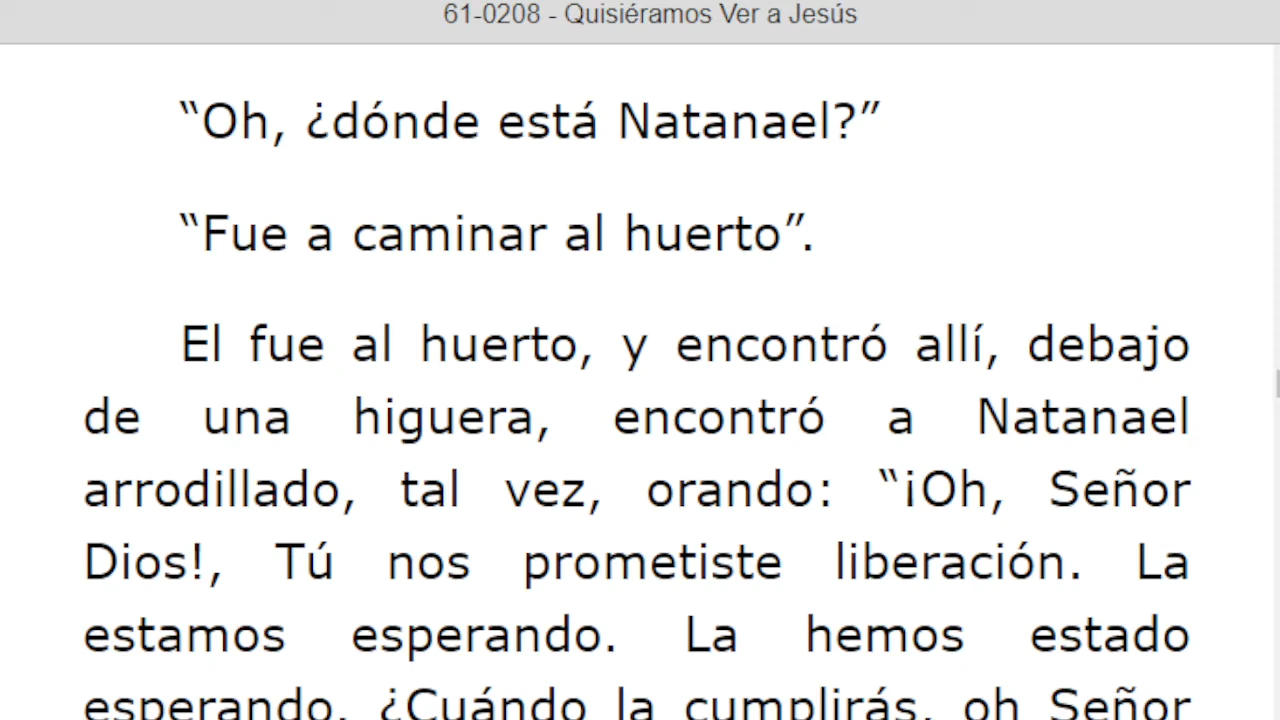 61-0208 - Quisiéramos Ver a Jesús
“Oh, ¿dónde está Natanael?”
“Fue a caminar al huerto”.
El fue al huerto, y encontró allí, debajo
de una higuera, encontró a Natanael
arrodillado, tal vez, orando: “¡Oh, Señor
Dios!, Tú nos prometiste liberación. La
estamos esperando. La hemos estado
esperando. ¿Cuándo la cumplirás, oh Señor